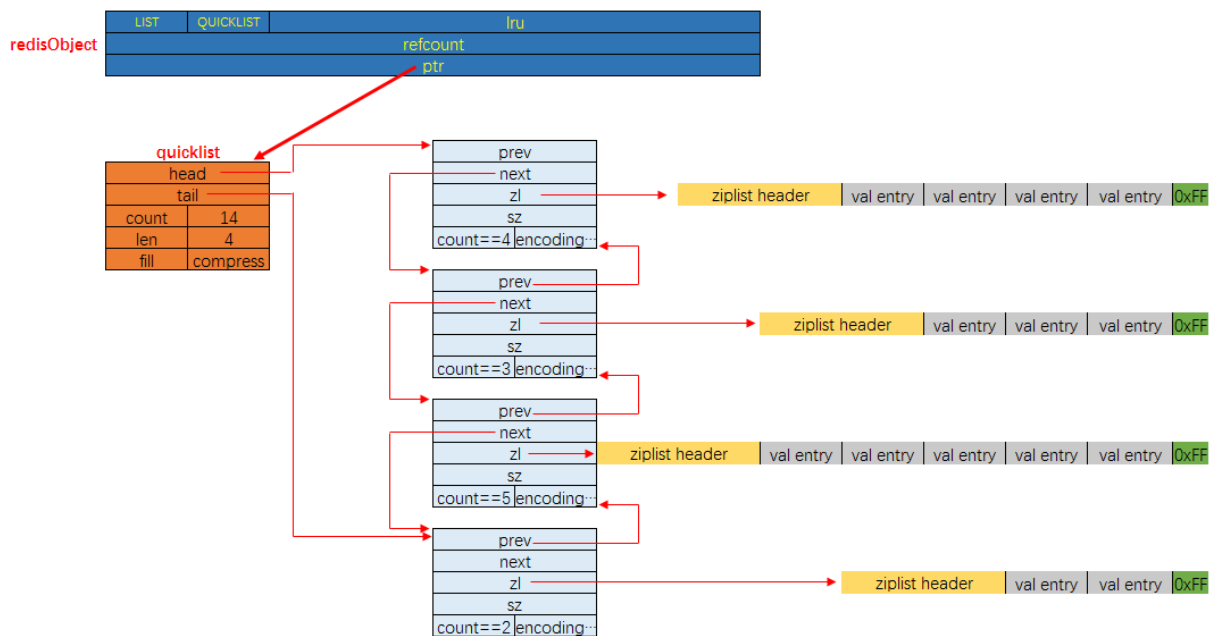 LIST QUICKLIST lru
redisObject refcount
ptr
quicklist
head
tail
count 14
len 4
fill compress
prev
next
zl ziplist header val entry val entry val entry val entry 0xFF
sz
count==4 encoding…
prev
next
zl ziplist header val entry val entry val entry 0xFF
sz
count==3 encoding…
prev
next
zl ziplist header val entry val entry val entry val entry val entry 0xFF
sz
count==5 encoding…
prev
next
zl ziplist header val entry val entry 0xFF
sz
count==2 encoding…